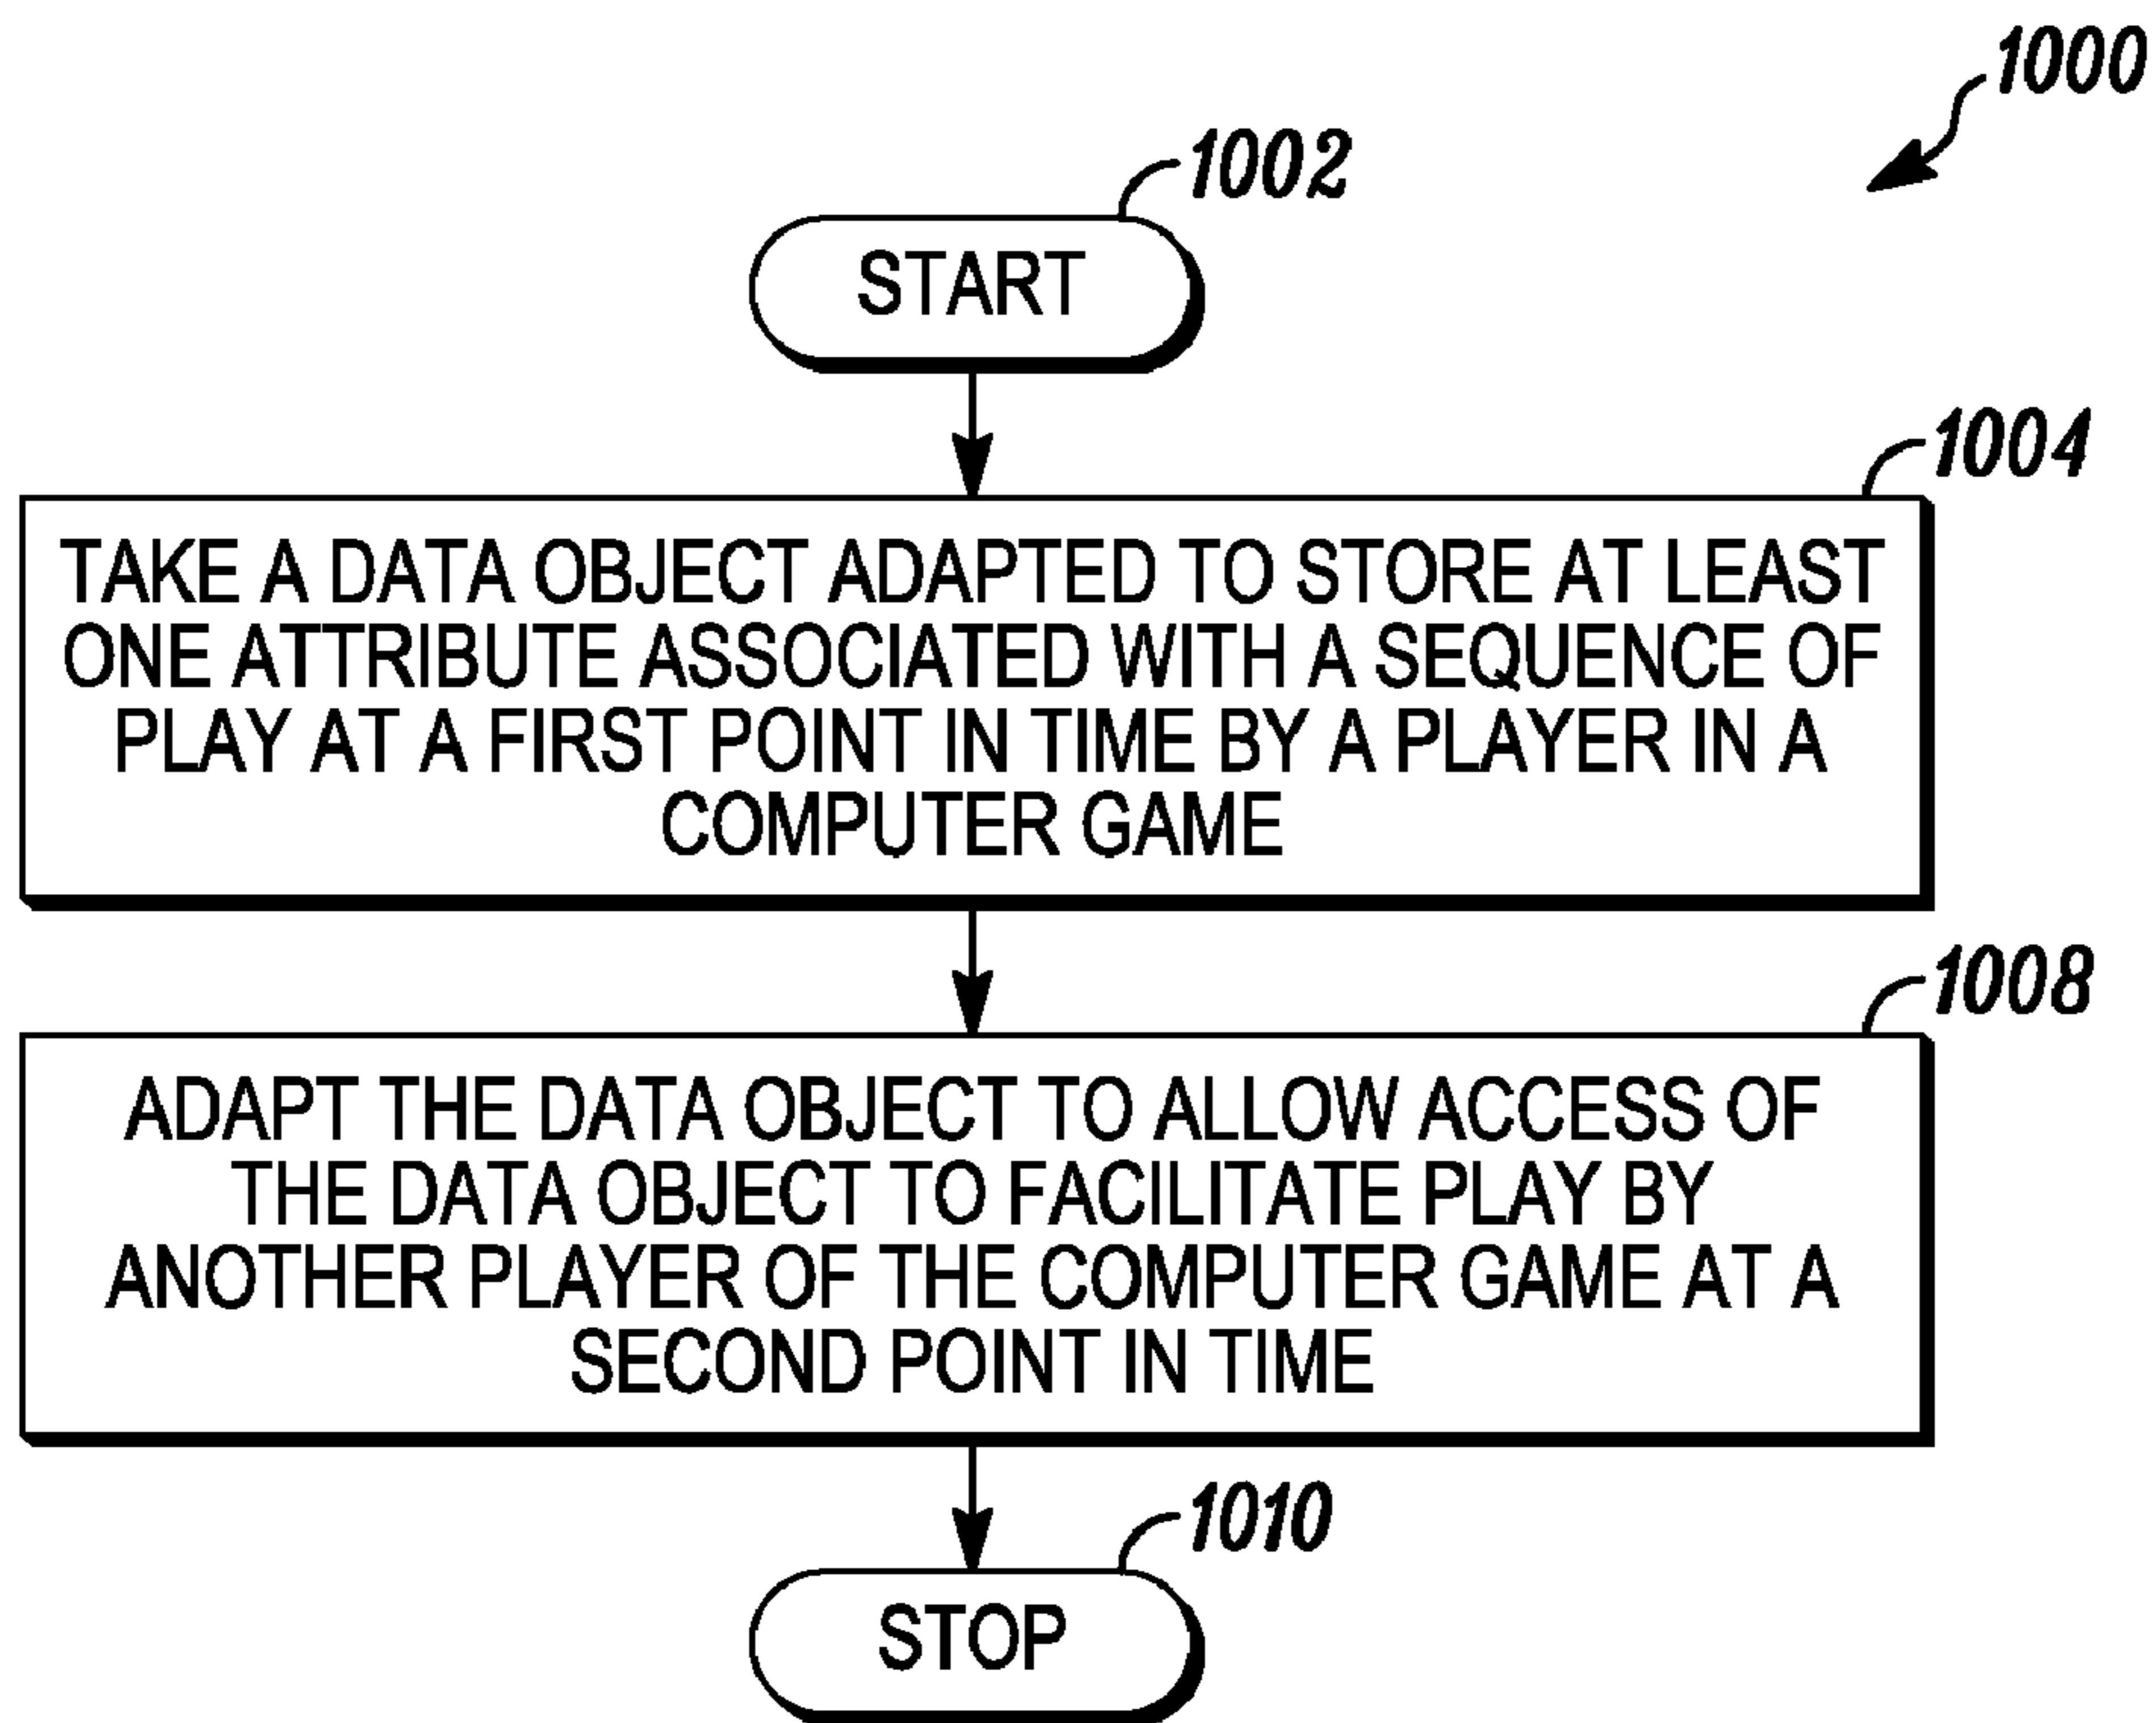 1000
1002
START
1004
TAKE A DATA OBJECT ADAPTED TO STORE AT LEAST
ONE ATTRIBUTE ASSOCIATED WITH A SEQUENCE OF
PLAY AT A FIRST POINT IN TIME BY A PLAYER IN A
COMPUTER GAME
1008
ADAPT THE DATA OBJECT TO ALLOW ACCESS OF
THE DATA OBJECT TO FACILITATE PLAY BY
ANOTHER PLAYER OF THE COMPUTER GAME AT A
SECOND POINT IN TIME
1010
STOP